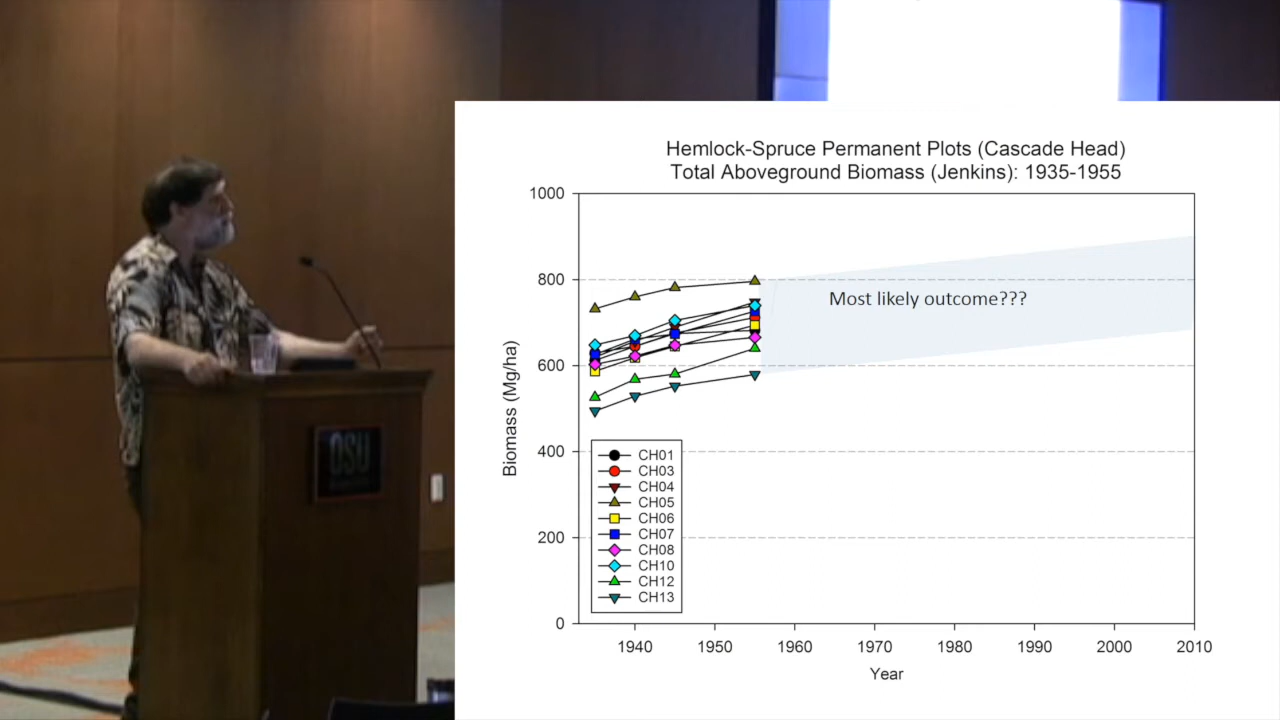 Hemlock-Spruce Permanent Plots (Cascade Head)
Total Aboveground Biomass (Jenkins): 1935-1955
1000
800
600
400
200
0
Biomass (Mg/ha)
Most likely outcome???
CH01
CH03
CH04
CH05
CH06
CH07
CH08
CH10
CH12
CH13
1940 1950 1960 1970 1980 1990 2000 2010
Year
OSU